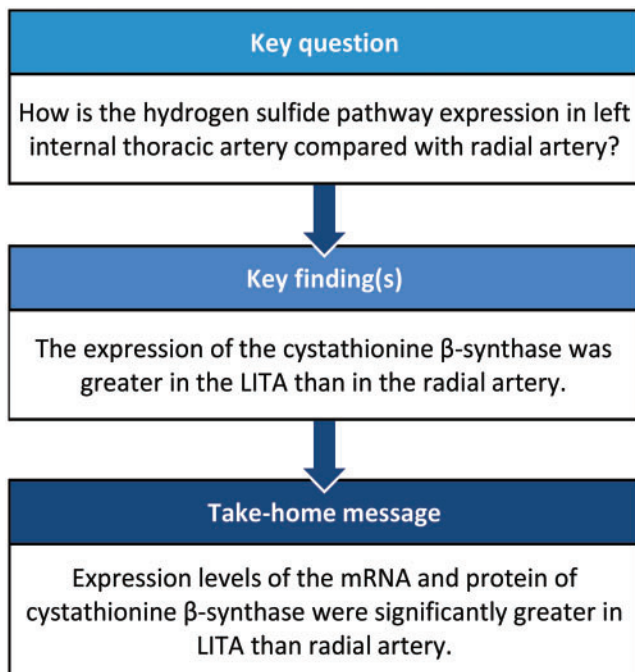 Key question
How is the hydrogen sulfide pathway expression in left
internal thoracic artery compared with radial artery?
Key finding(s)
The expression of the cystathionine β-synthase was
greater in the LITA than in the radial artery.
Take-home message
Expression levels of the mRNA and protein of
cystathionine β-synthase were significantly greater in
LITA than radial artery.